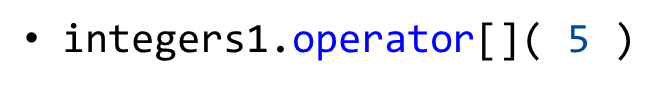 • integers1.operator[]( 5 )